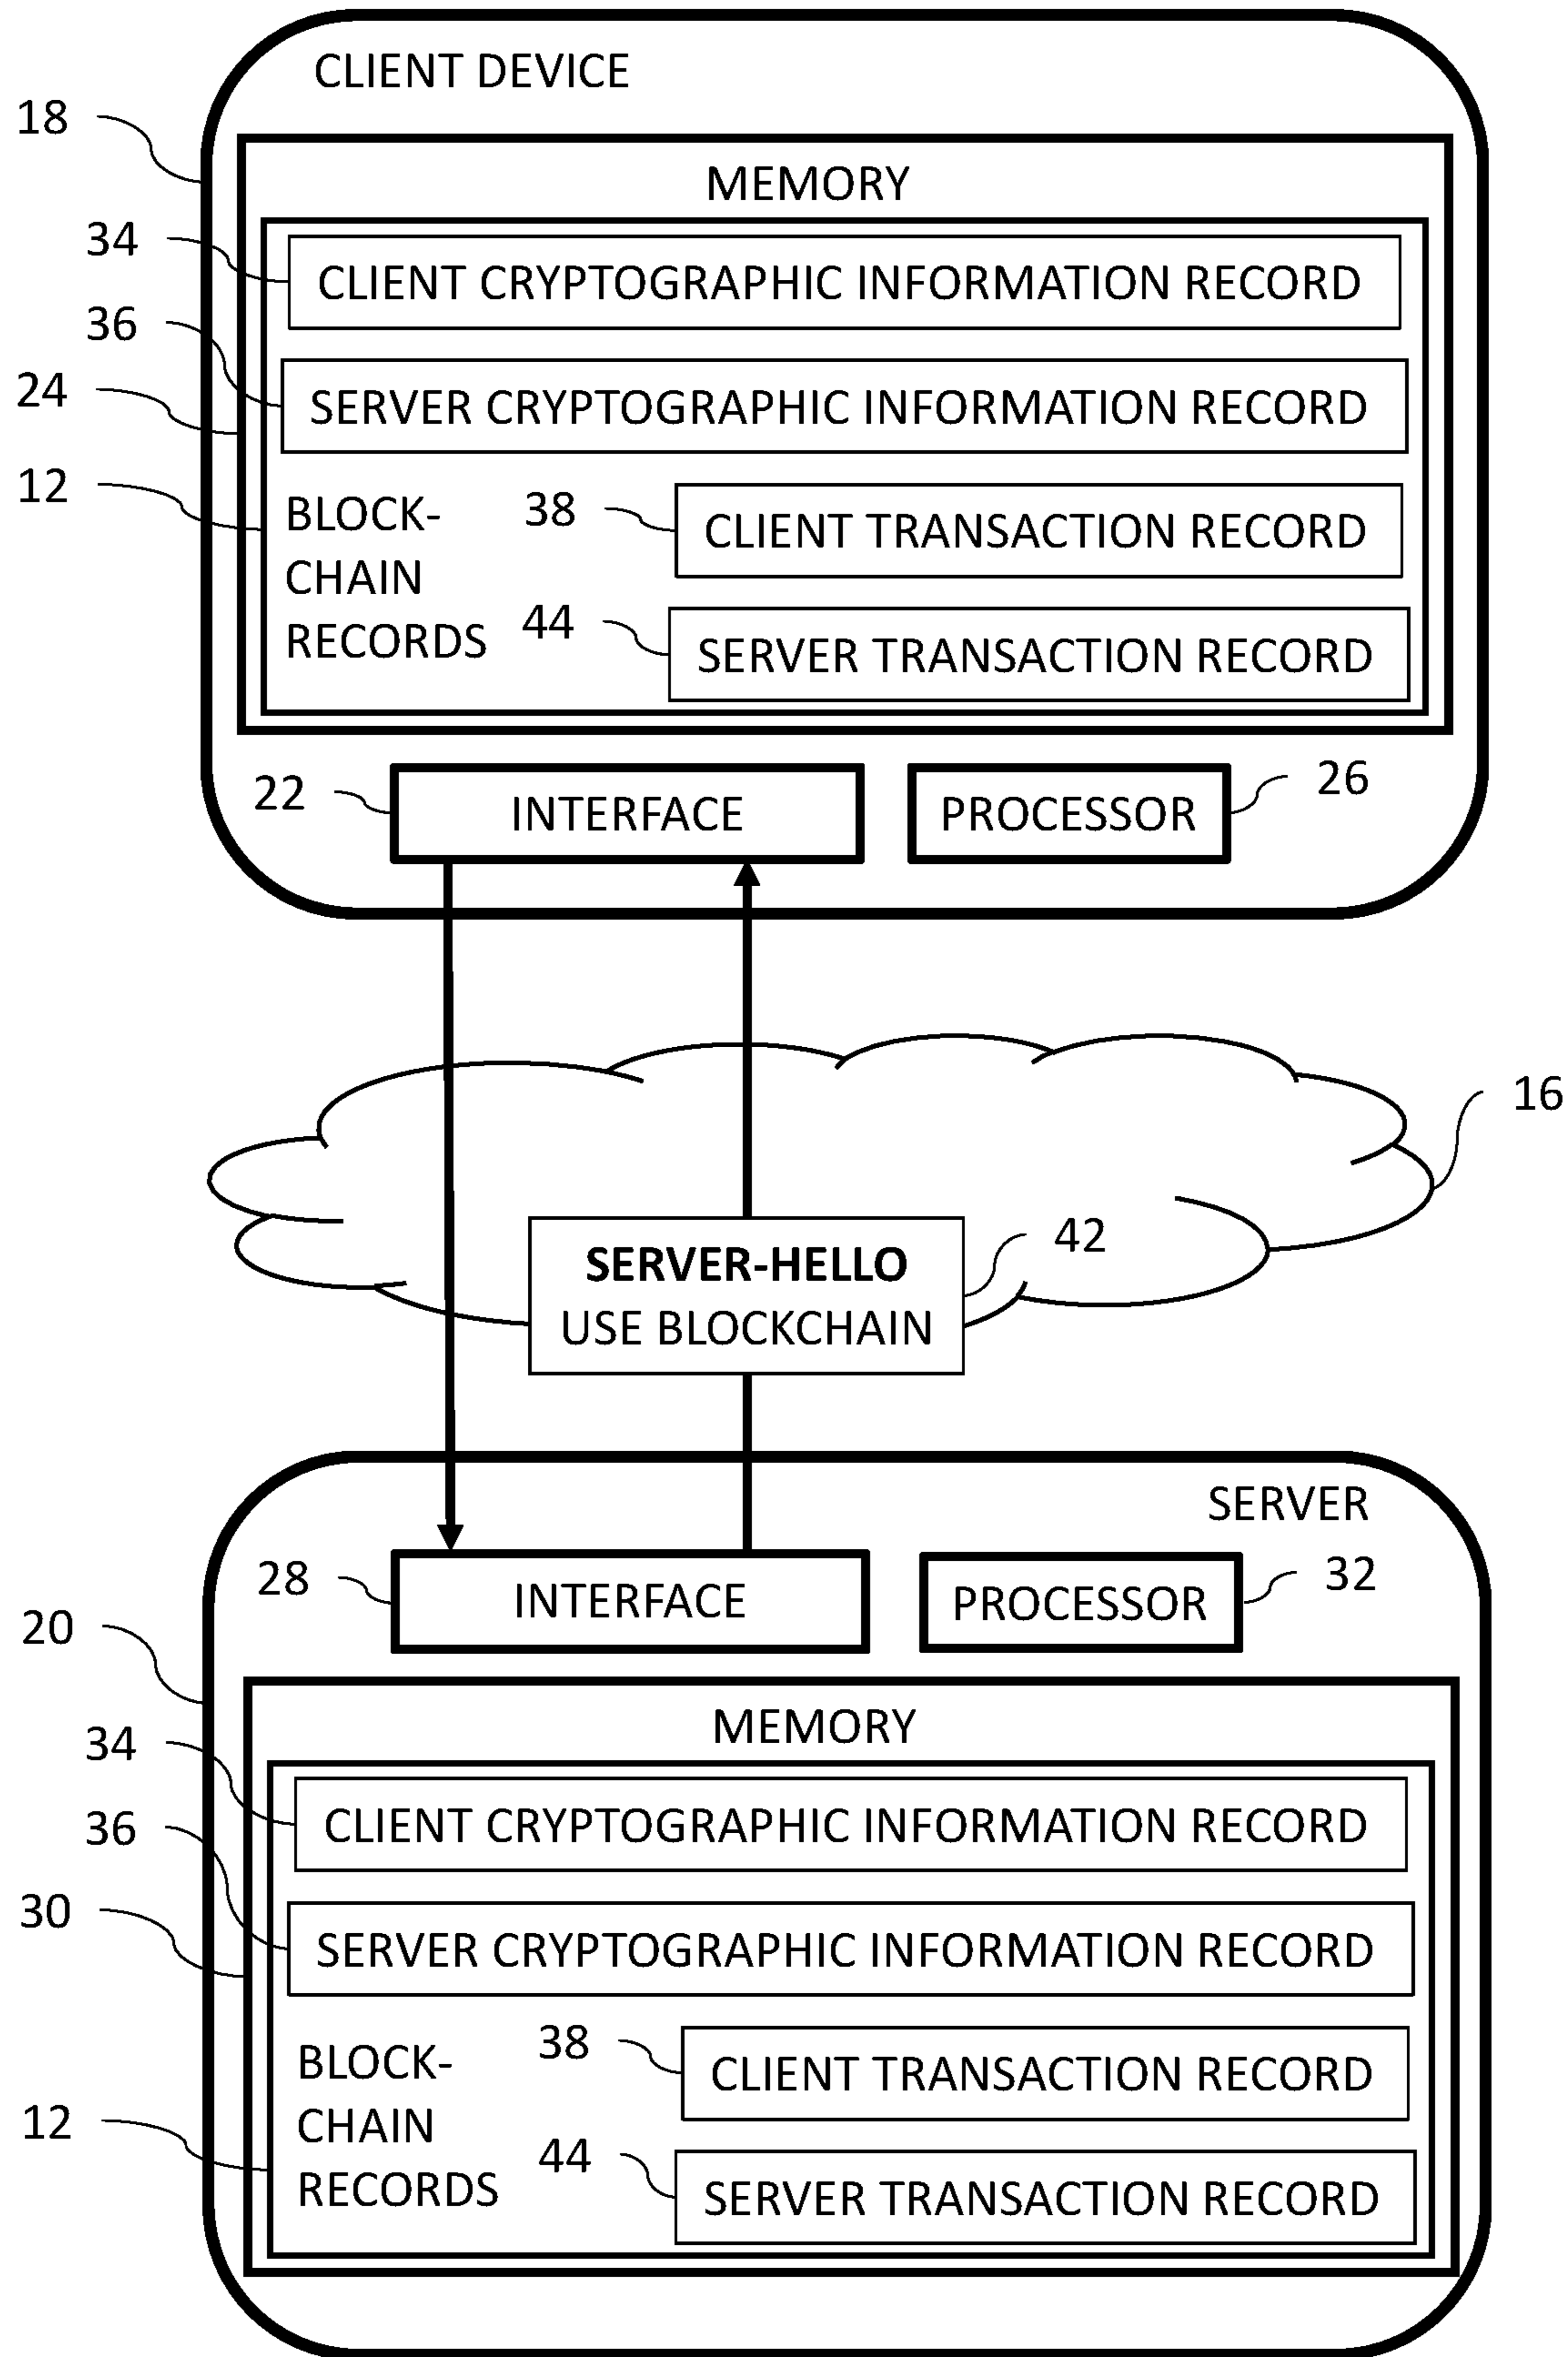 CLIENT DEVICE
18
MEMORY
34
CLIENT CRYPTOGRAPHIC INFORMATION RECORD
36
SERVER CRYPTOGRAPHIC INFORMATION RECORD
24
12
BLOCK-
CHAIN
RECORDS
38
CLIENT TRANSACTION RECORD
44
SERVER TRANSACTION RECORD
22
INTERFACE
PROCESSOR
26
16
SERVER-HELLO
USE BLOCKCHAIN
42
SERVER
28
INTERFACE
PROCESSOR
32
20
MEMORY
34
CLIENT CRYPTOGRAPHIC INFORMATION RECORD
36
SERVER CRYPTOGRAPHIC INFORMATION RECORD
30
BLOCK-
CHAIN
RECORDS
12
38
CLIENT TRANSACTION RECORD
44
SERVER TRANSACTION RECORD